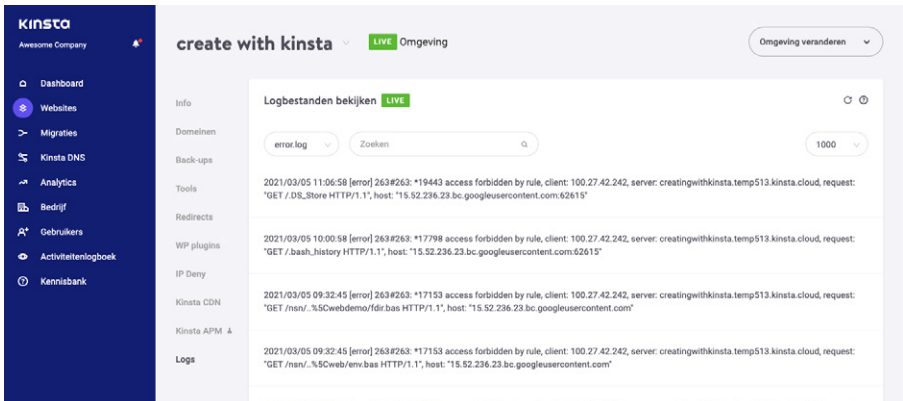 KINSTA
Awesome Company
Dashboard
Websites
Migraties
Kinsta DNS
Analytics
Bedrijf
Gebruikers
Activiteitenlogboek
Kennisbank
create with kinsta LIVE Omgeving
Omgeving veranderen
Info
Domeinen
Back-ups
Tools
Redirects
WP plugins
IP Deny
Kinsta CDN
Kinsta APM
Logs
Logbestanden bekijken LIVE
error.log Zoeken 1000
2021/03/05 11:06:58 [error] 263#263: *19443 access forbidden by rule, client: 100.27.42.242, server: creatingwithkinsta.temp513.kinsta.cloud, request:
"GET /.DS_Store HTTP/1.1", host: "15.52.236.23.bc.googleusercontent.com:62615"
2021/03/05 10:00:58 [error] 263#263: *17798 access forbidden by rule, client: 100.27.42.242, server: creatingwithkinsta.temp513.kinsta.cloud, request:
"GET /.bash_history HTTP/1.1", host: "15.52.236.23.bc.googleusercontent.com:62615"
2021/03/05 09:32:45 [error] 263#263: *17153 access forbidden by rule, client: 100.27.42.242, server: creatingwithkinsta.temp513.kinsta.cloud, request:
"GET /nsn/..%5Cwebdemo/fdir.bas HTTP/1.1", host: "15.52.236.23.bc.googleusercontent.com"
2021/03/05 09:32:45 [error] 263#263: *17153 access forbidden by rule, client: 100.27.42.242, server: creatingwithkinsta.temp513.kinsta.cloud, request:
"GET /nsn/..%5Cweb/env.bas HTTP/1.1", host: "15.52.236.23.bc.googleusercontent.com"